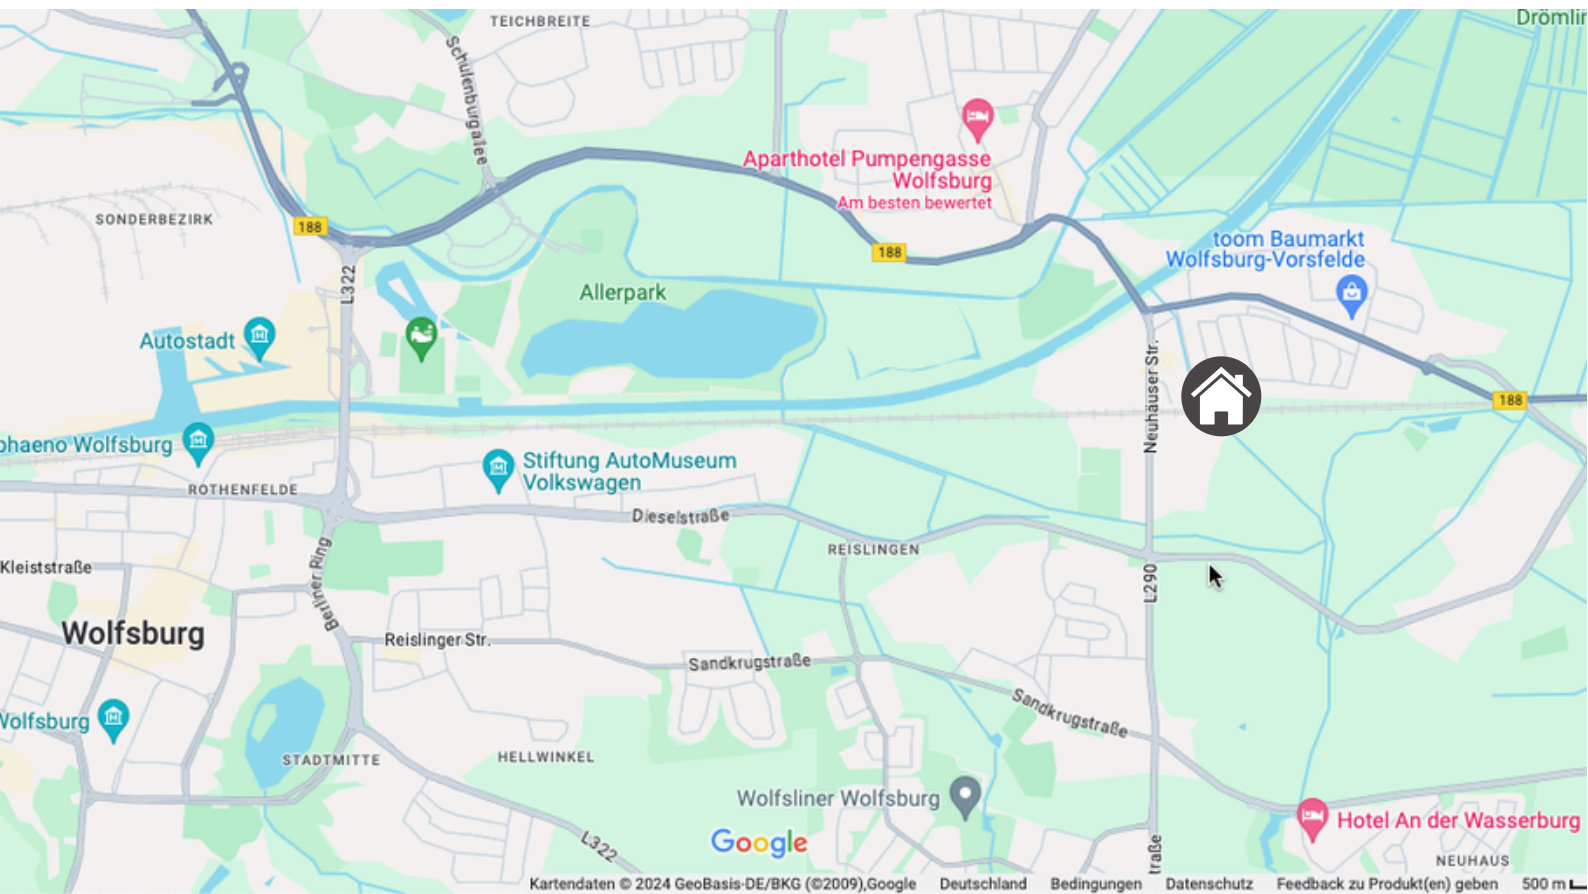 TEICHBREITE
Drömlin
Schulenburgallee
Aparthotel Pumpengasse
Wolfsburg
Am besten bewertet
SONDERBEZIRK
188
188
toom Baumarkt
Wolfsburg-Vorsfelde
L322
Allerpark
Autostadt
Neuhäuser Str.
188
phaeno Wolfsburg
Stiftung AutoMuseum
Volkswagen
ROTHENFELDE
Dieselstraße
REISLINGEN
Kleiststraße
Berliner Ring
L290
Wolfsburg
Reislinger Str.
Sandkrugstraße
Sandkrugstraße
Wolfsburg
STADTMITTE
HELLWINKEL
Wolfsliner Wolfsburg
Hotel An der Wasserburg
L322
Google
traße
NEUHAUS
Kartendaten © 2024 GeoBasis-DE/BKG (©2009),Google Deutschland Bedingungen Datenschutz Feedback zu Produkt(en) geben 500 m